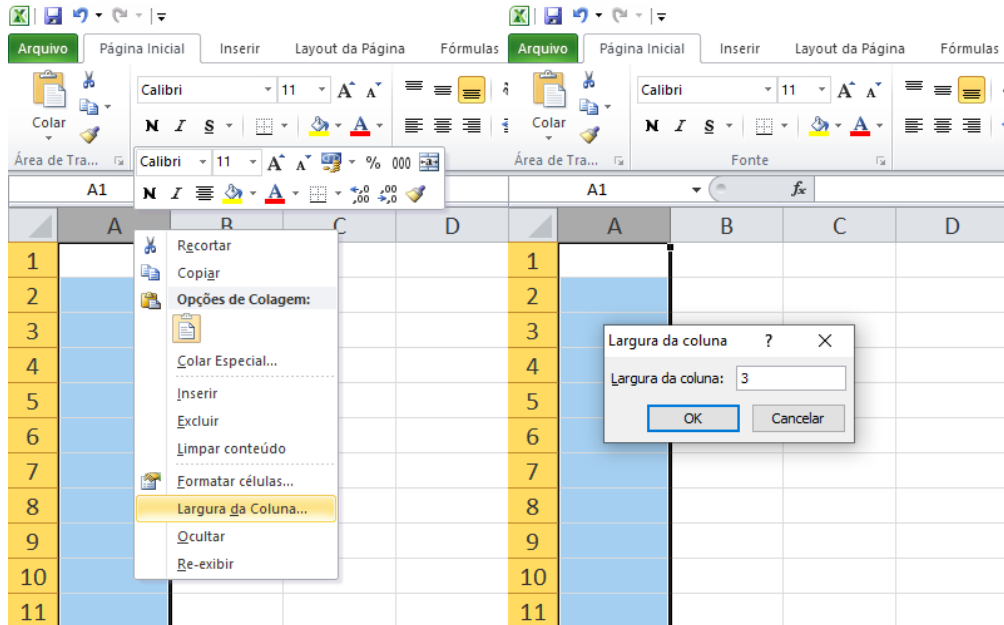 Arquivo Página Inicial Inserir Layout da Página Fórmulas
Calibri 11 A A
Colar
N I S A
Área de Tra...
Calibri 11 A A % 000
N I A ,00 ,00
A1
A B C D
Recortar
Copiar
Opções de Colagem:
Colar Especial...
Inserir
Excluir
Limpar conteúdo
Formatar células...
Largura da Coluna...
Ocultar
Re-exibir
1
2
3
4
5
6
7
8
9
10
11
Arquivo Página Inicial Inserir Layout da Página Fórmulas
Calibri 11 A A
Colar
N I S A
Área de Tra... Fonte
A1 fx
A B C D
1
2
3
4
5
6
7
8
9
10
11
Largura da coluna ? X
Largura da coluna: 3
OK Cancelar